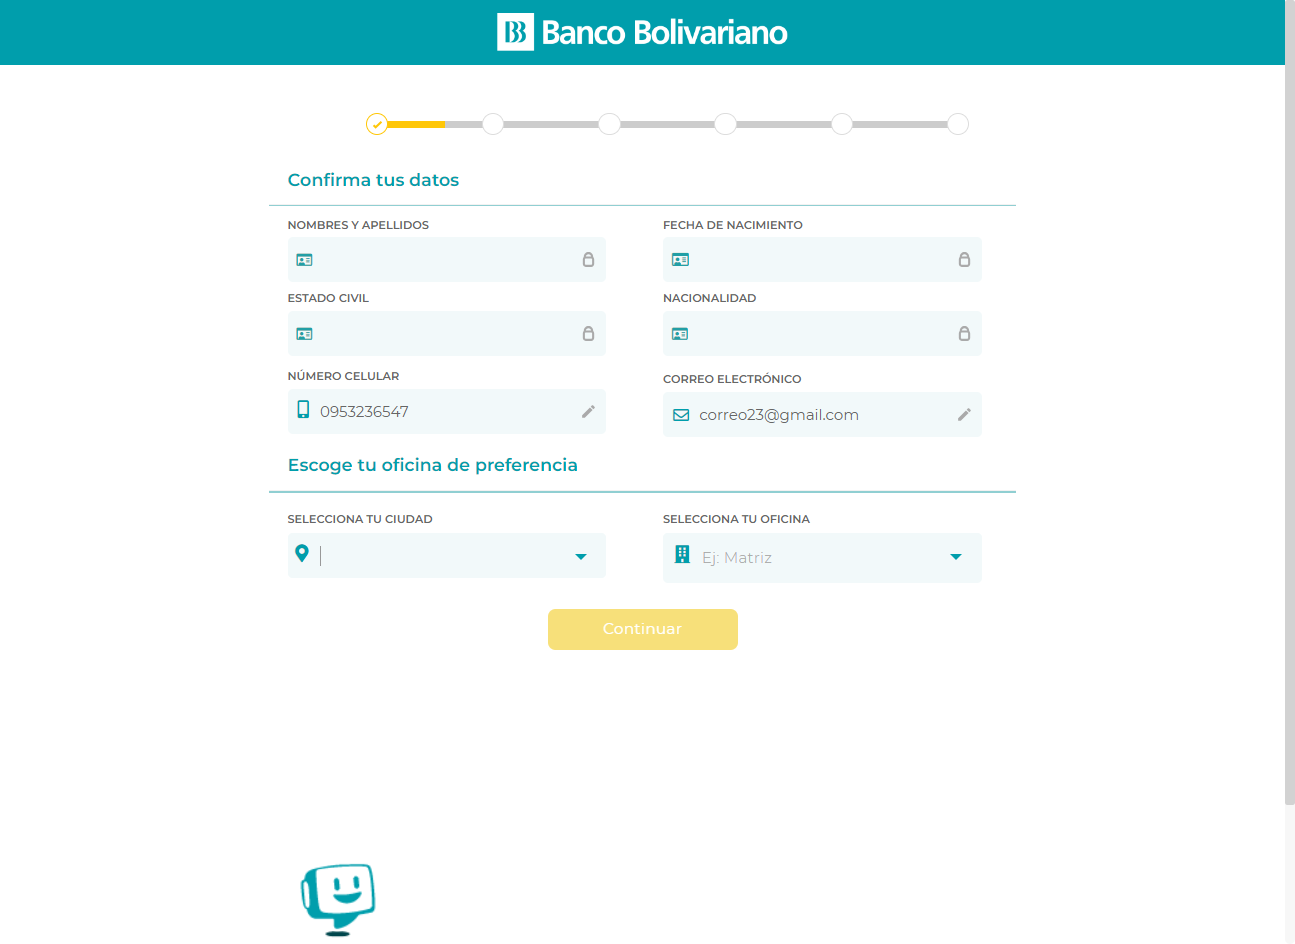 Banco Bolivariano
Confirma tus datos
NOMBRES Y APELLIDOS
FECHA DE NACIMIENTO
ESTADO CIVIL
NACIONALIDAD
NÚMERO CELULAR
CORREO ELECTRÓNICO
0953236547
correo23@gmail.com
Escoge tu oficina de preferencia
SELECCIONA TU CIUDAD
SELECCIONA TU OFICINA
Ej: Matriz
Continuar